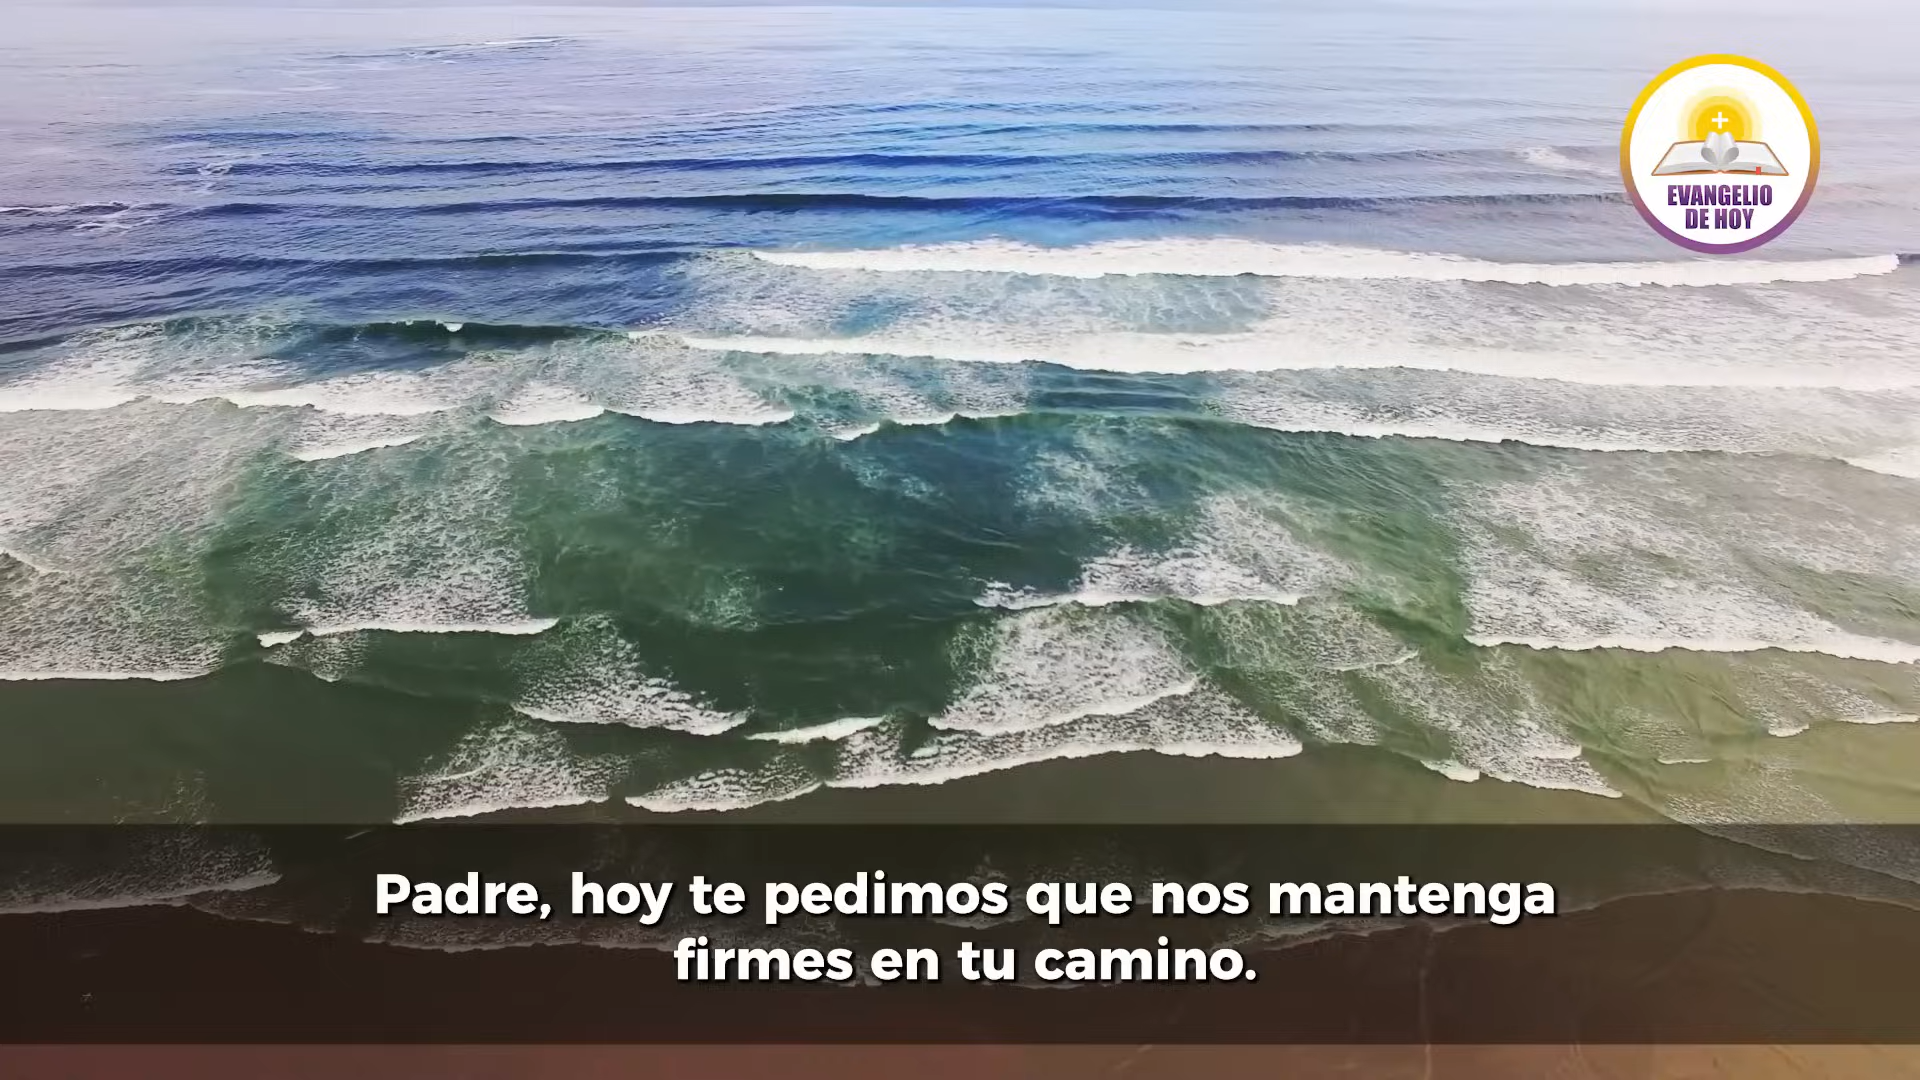 EVANGELIO
DE HOY
Padre, hoy te pedimos que nos mantenga
firmes en tu camino.